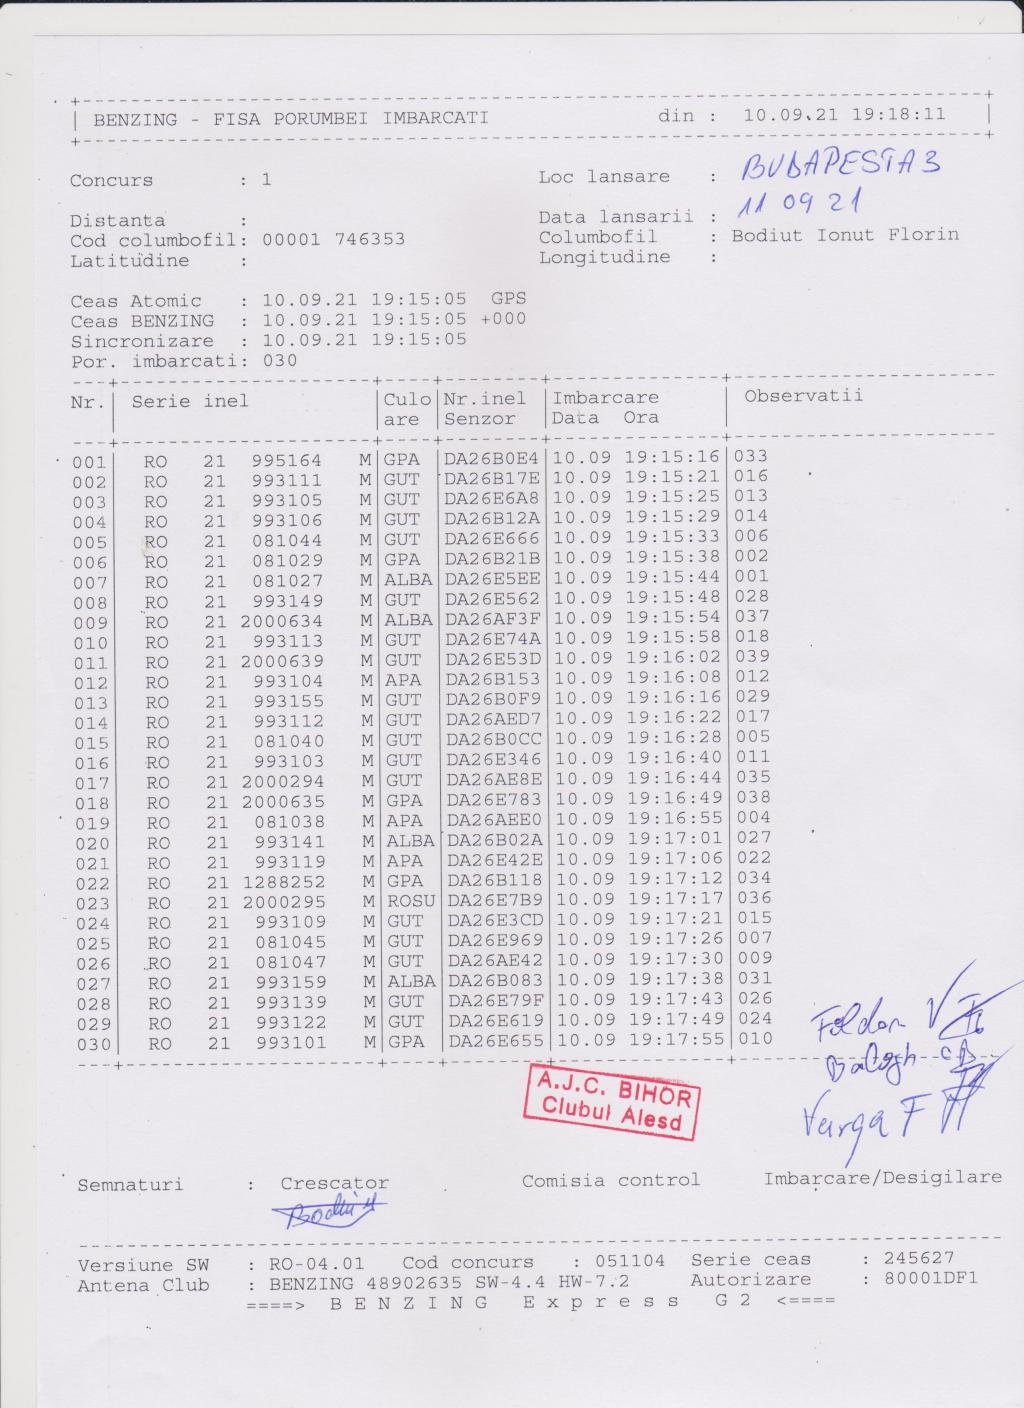 BENZING - FISA PORUMBEI IMBARCATI din : 10.09.21 19:18:11
Concurs : 1 Loc lansare : BUDAPESTA 3
Distanta : Data lansarii : 11 09 21
Cod columbofil: 00001 746353 Columbofil : Bodiut Ionut Florin
Latitudine : Longitudine :
Ceas Atomic : 10.09.21 19:15:05 GPS
Ceas BENZING : 10.09.21 19:15:05 +000
Sincronizare : 10.09.21 19:15:05
Por. imbarcati: 030
Nr. Serie inel Culo Nr.inel Imbarcare Observatii
are Senzor Data Ora
001 RO 21 995164 M GPA DA26B0E4 10.09 19:15:16 033
002 RO 21 993111 M GUT DA26B17E 10.09 19:15:21 016
003 RO 21 993105 M GUT DA26E6A8 10.09 19:15:25 013
004 RO 21 993106 M GUT DA26B12A 10.09 19:15:29 014
005 RO 21 081044 M GUT DA26E666 10.09 19:15:33 006
006 RO 21 081029 M GPA DA26B21B 10.09 19:15:38 002
007 RO 21 081027 M ALBA DA26E5EE 10.09 19:15:44 001
008 RO 21 993149 M GUT DA26E562 10.09 19:15:48 028
009 RO 21 2000634 M ALBA DA26AF3F 10.09 19:15:54 037
010 RO 21 993113 M GUT DA26E74A 10.09 19:15:58 018
011 RO 21 2000639 M GUT DA26E53D 10.09 19:16:02 039
012 RO 21 993104 M APA DA26B153 10.09 19:16:08 012
013 RO 21 993155 M GUT DA26B0F9 10.09 19:16:16 029
014 RO 21 993112 M GUT DA26AED7 10.09 19:16:22 017
015 RO 21 081040 M GUT DA26B0CC 10.09 19:16:28 005
016 RO 21 993103 M GUT DA26E346 10.09 19:16:40 011
017 RO 21 2000294 M GUT DA26AE8E 10.09 19:16:44 035
018 RO 21 2000635 M GPA DA26E783 10.09 19:16:49 038
019 RO 21 081038 M APA DA26AEE0 10.09 19:16:55 004
020 RO 21 993141 M ALBA DA26B02A 10.09 19:17:01 027
021 RO 21 993119 M APA DA26E42E 10.09 19:17:06 022
022 RO 21 1288252 M GPA DA26B118 10.09 19:17:12 034
023 RO 21 2000295 M ROSU DA26E7B9 10.09 19:17:17 036
024 RO 21 993109 M GUT DA26E3CD 10.09 19:17:21 015
025 RO 21 081045 M GUT DA26E969 10.09 19:17:26 007
026 RO 21 081047 M GUT DA26AE42 10.09 19:17:30 009
027 RO 21 993159 M ALBA DA26B083 10.09 19:17:38 031
028 RO 21 993139 M GUT DA26E79F 10.09 19:17:43 026
029 RO 21 993122 M GUT DA26E619 10.09 19:17:49 024
030 RO 21 993101 M GPA DA26E655 10.09 19:17:55 010
Balogh
A.J.C. BIHOR
Clubul Alesd
Varga F
Semnaturi : Crescator Comisia control Imbarcare/Desigilare
Versiune SW : RO-04.01 Cod concurs : 051104 Serie ceas : 245627
Antena Club : BENZING 48902635 SW-4.4 HW-7.2 Autorizare : 80001DF1
====> B E N Z I N G E x p r e s s G 2 <====